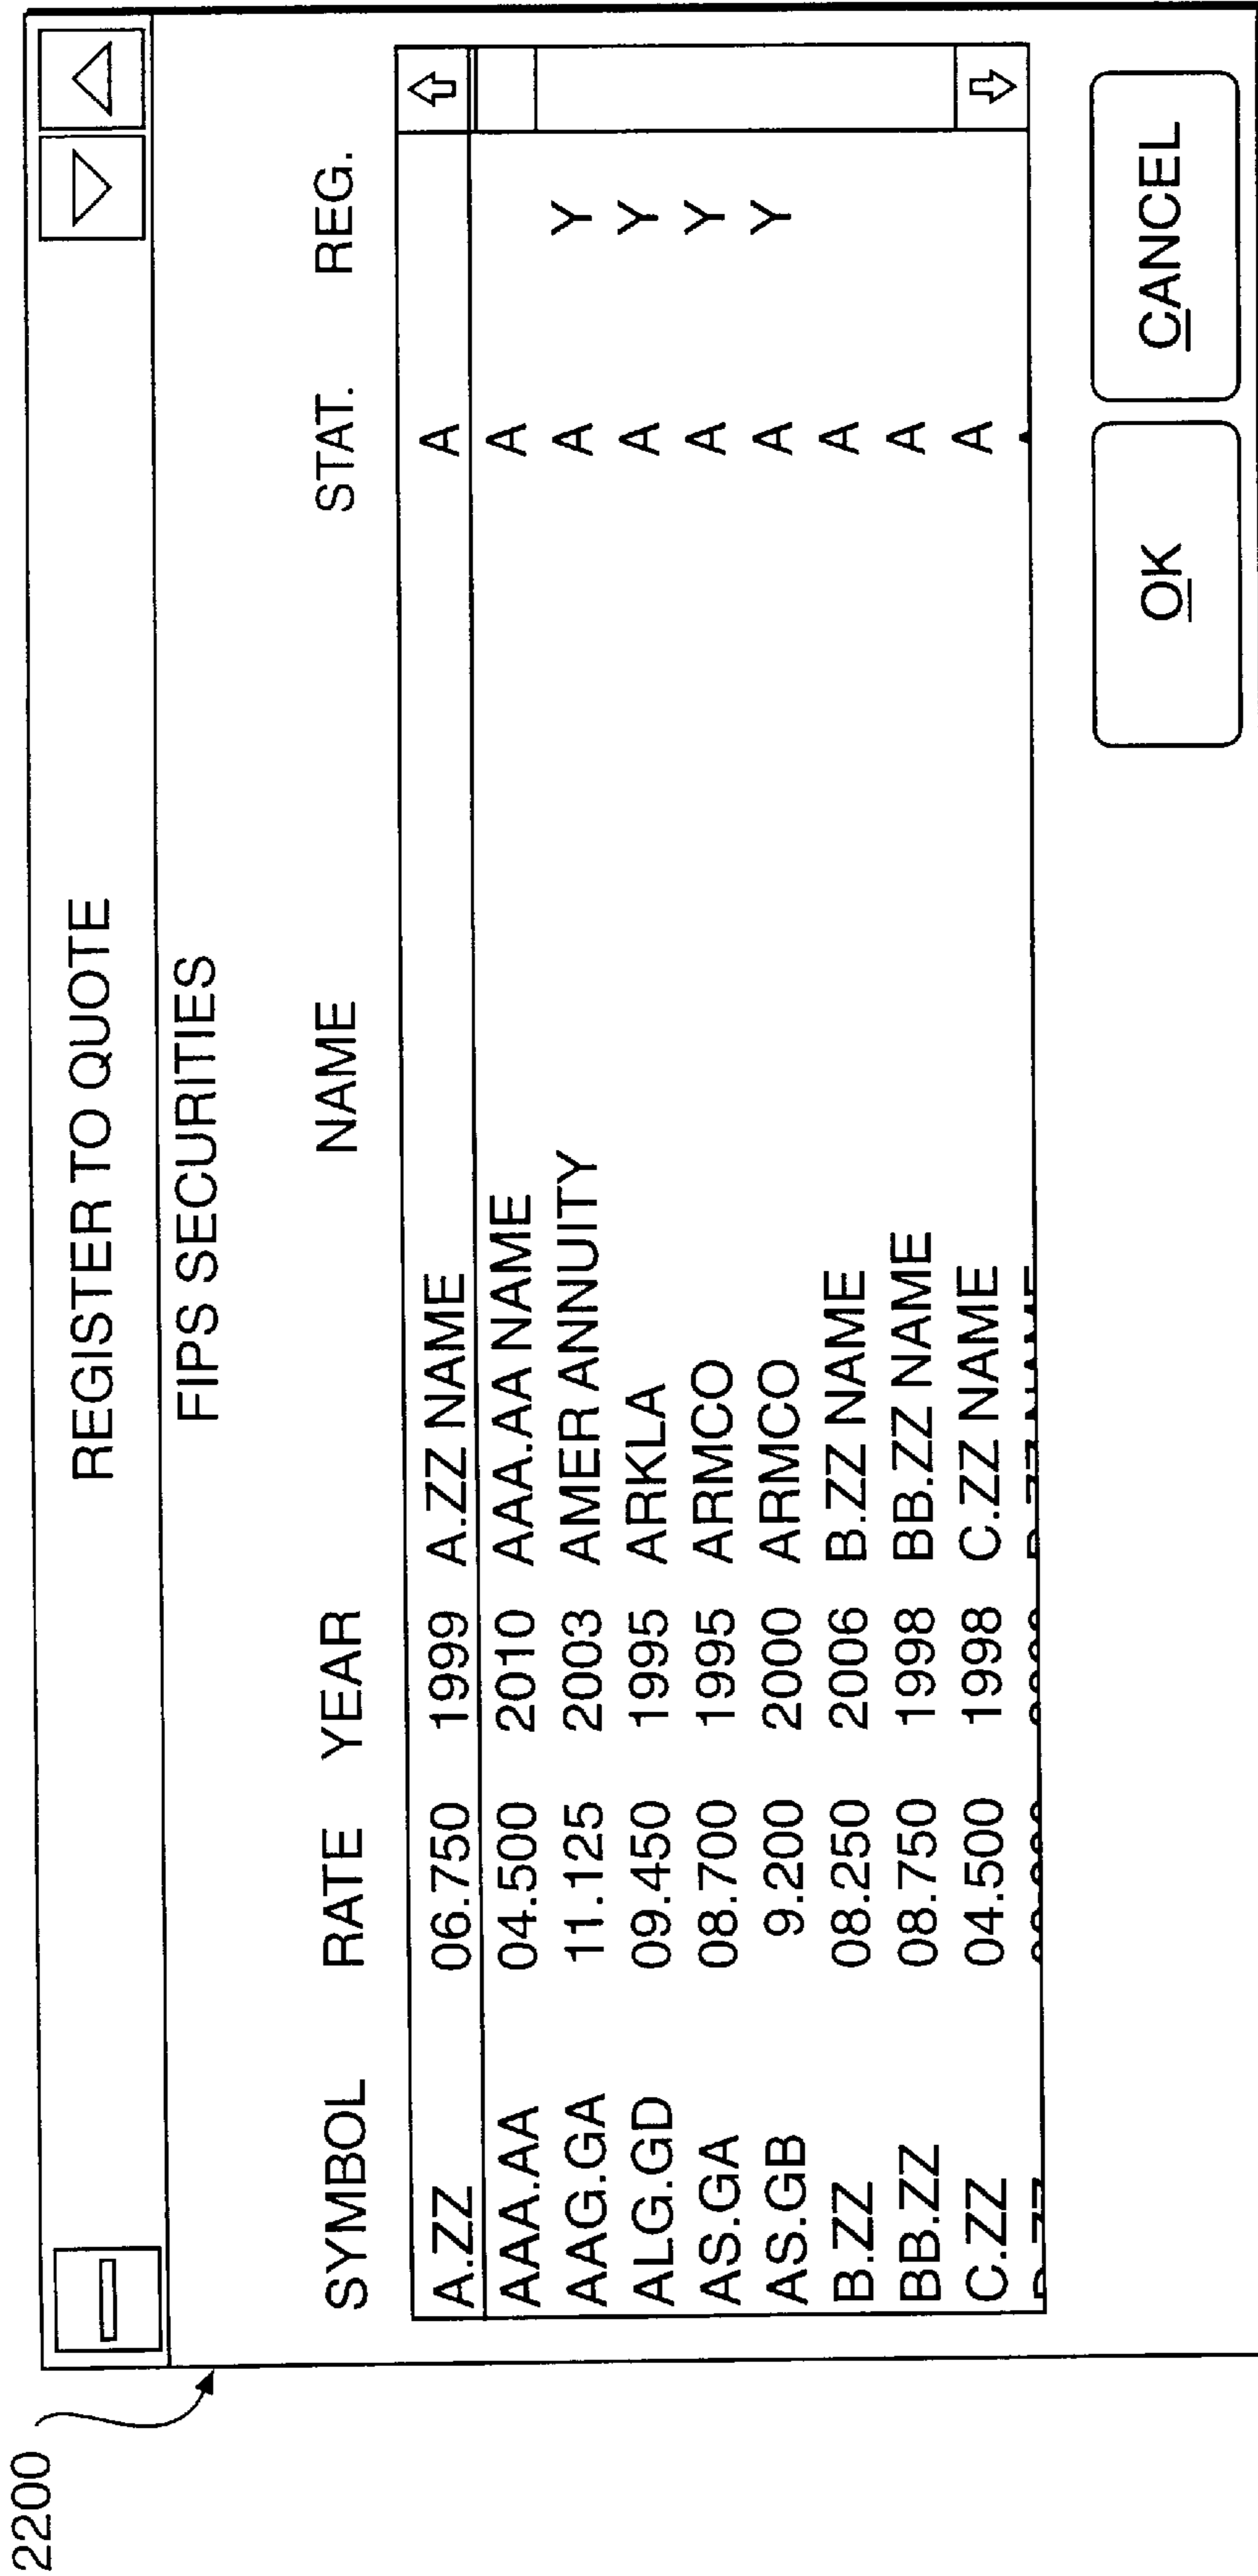 2200
REGISTER TO QUOTE
FIPS SECURITIES
SYMBOL RATE YEAR NAME STAT. REG.
A.ZZ 06.750 1999 A.ZZ NAME A
AAA.AA 04.500 2010 AAA.AA NAME A
AAG.GA 11.125 2003 AMER ANNUITY A Y
ALG.GD 09.450 1995 ARKLA A Y
AS.GA 08.700 1995 ARMCO A Y
AS.GB 9.200 2000 ARMCO A Y
B.ZZ 08.250 2006 B.ZZ NAME A
BB.ZZ 08.750 1998 BB.ZZ NAME A
C.ZZ 04.500 1998 C.ZZ NAME A
OK CANCEL